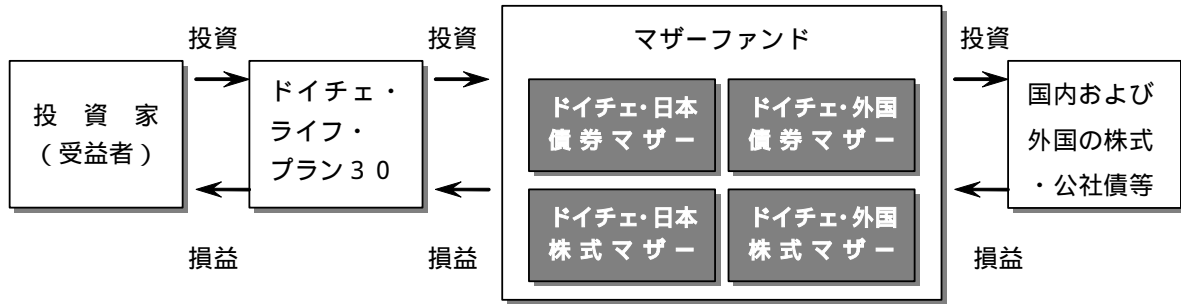 投資
投資
マザーファンド
投資
投資家
(受益者)
ドイチェ・
ライフ・
プラン30
ドイチェ・日本
債券マザー
ドイチェ・外国
債券マザー
ドイチェ・日本
株式マザー
ドイチェ・外国
株式マザー
国内および
外国の株式
・公社債等
損益
損益
損益